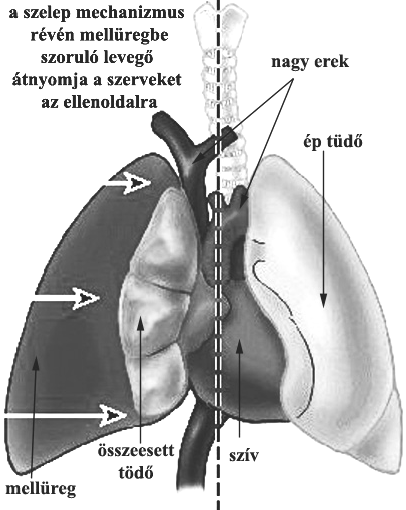 a szelep mechanizmus
révén mellüregbe
szoruló levegő
átnyomja a szerveket
az ellenoldalra
nagy erek
ép tüdő
összeesett
tödő
szív
mellüreg